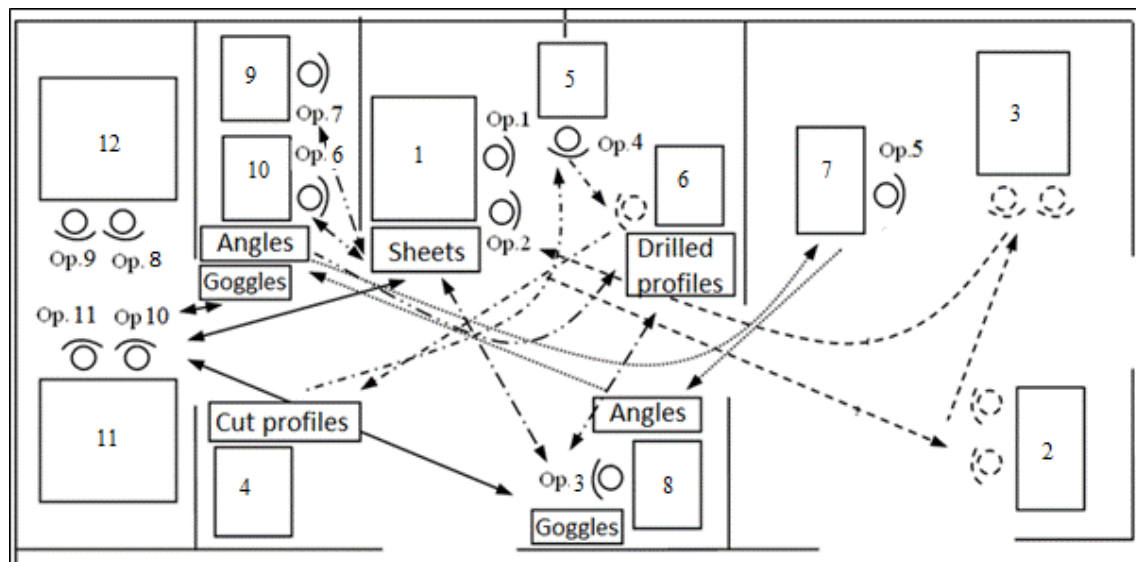 9
Op.7
12
10
Op.6
Op.9
Op.8
Angles
Goggles
Op.11
Op10
11
Cut profiles
4
1
Op.1
Op.2
Sheets
5
Op.4
6
Drilled
profiles
7
Op.5
3
Angles
Op.3
8
Goggles
2